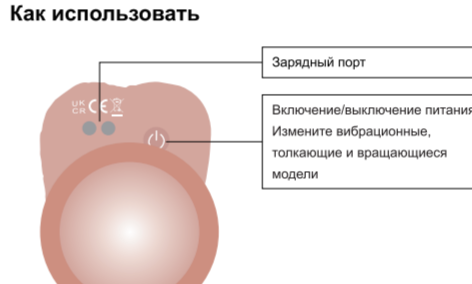 Как использовать
Зарядный порт
UK
CA CE
Включение/выключение питания
Измените вибрационные,
толкающие и вращающиеся
модели